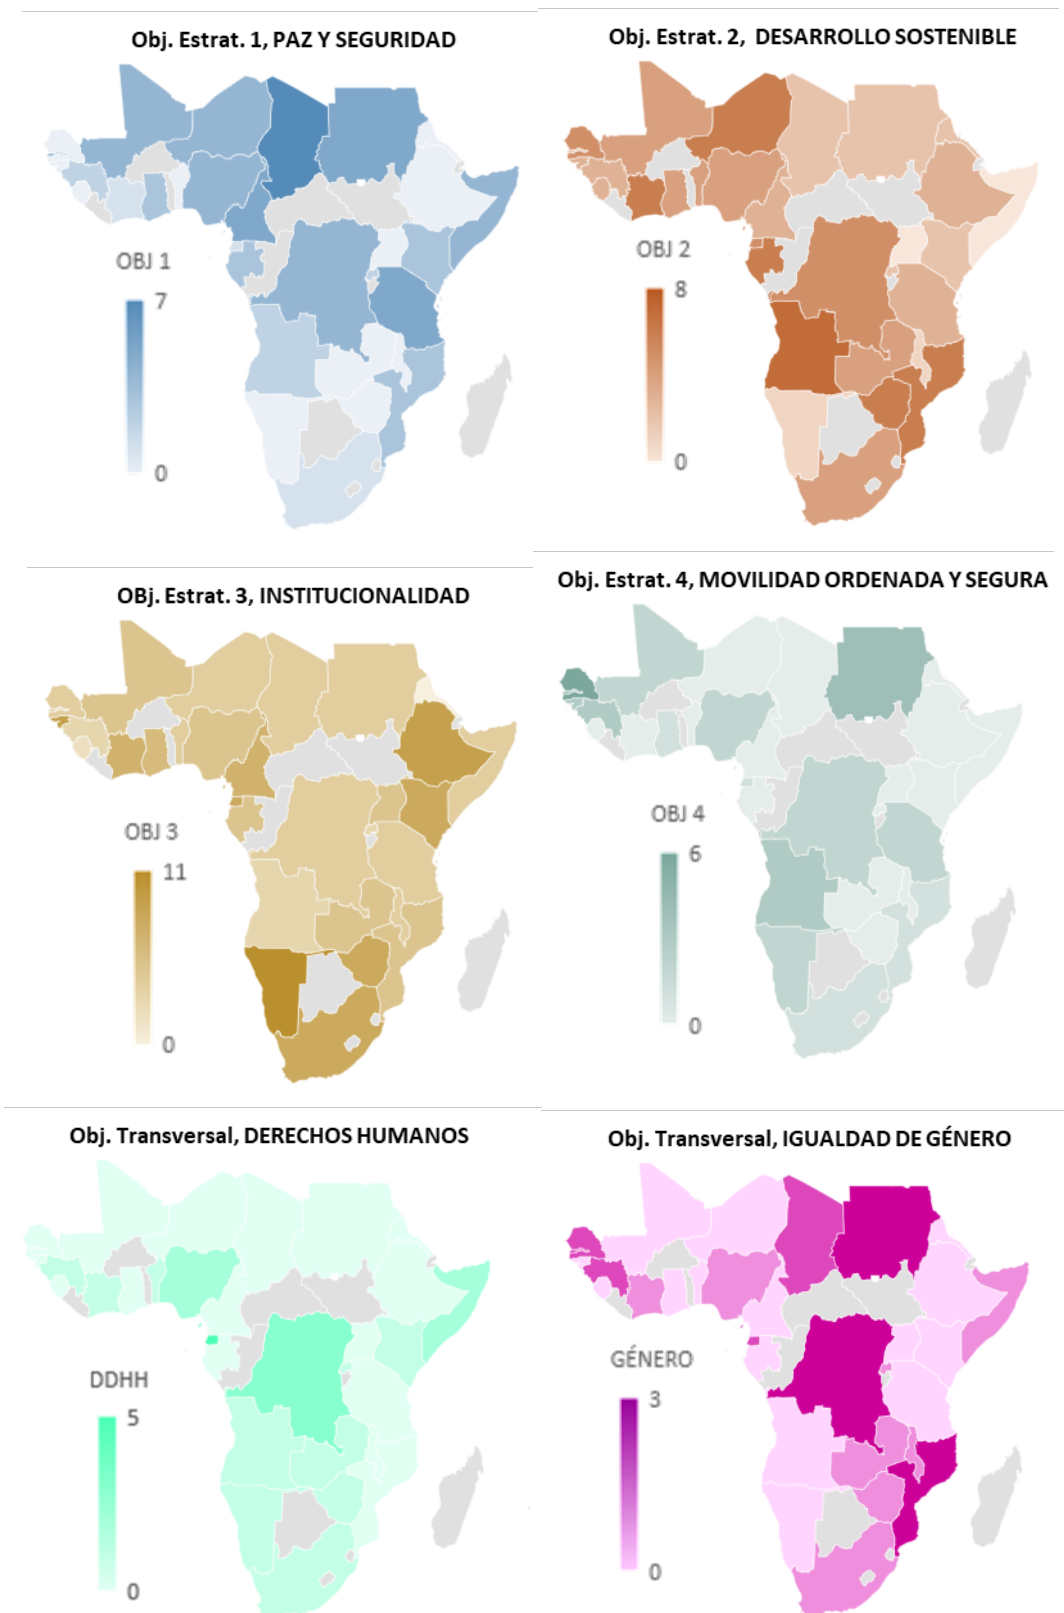 Obj. Estrat. 1, PAZ Y SEGURIDAD
OBJ 1
7
0
Obj. Estrat. 2, DESARROLLO SOSTENIBLE
OBJ 2
8
0
OBj. Estrat. 3, INSTITUCIONALIDAD
OBJ 3
11
0
Obj. Estrat. 4, MOVILIDAD ORDENADA Y SEGURA
OBJ 4
6
0
Obj. Transversal, DERECHOS HUMANOS
DDHH
5
0
Obj. Transversal, IGUALDAD DE GÉNERO
GÉNERO
3
0